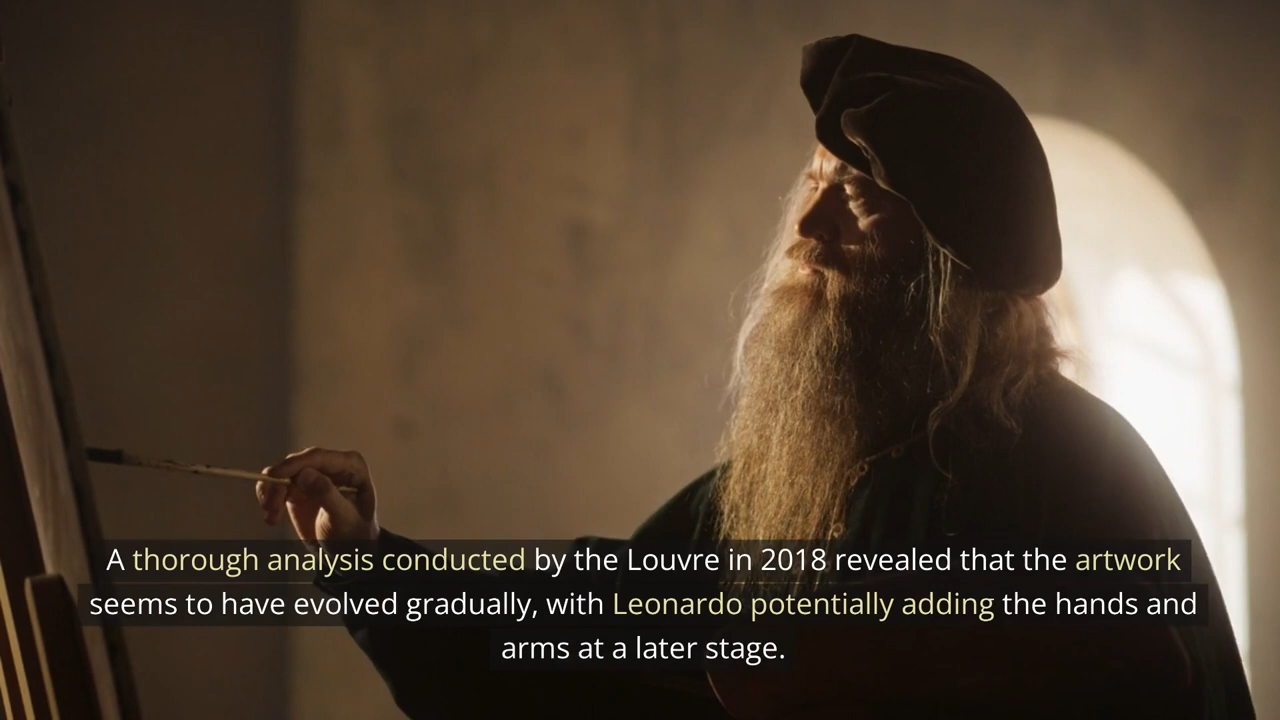 A thorough analysis conducted by the Louvre in 2018 revealed that the artwork
seems to have evolved gradually, with Leonardo potentially adding the hands and
arms at a later stage.